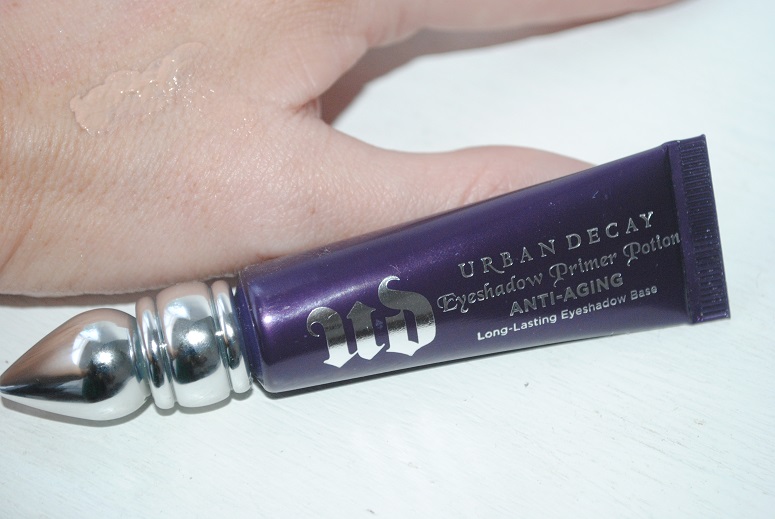 UD
URBAN DECAY
Eyeshadow Primer Potion
ANTI-AGING
Long-Lasting Eyeshadow Base